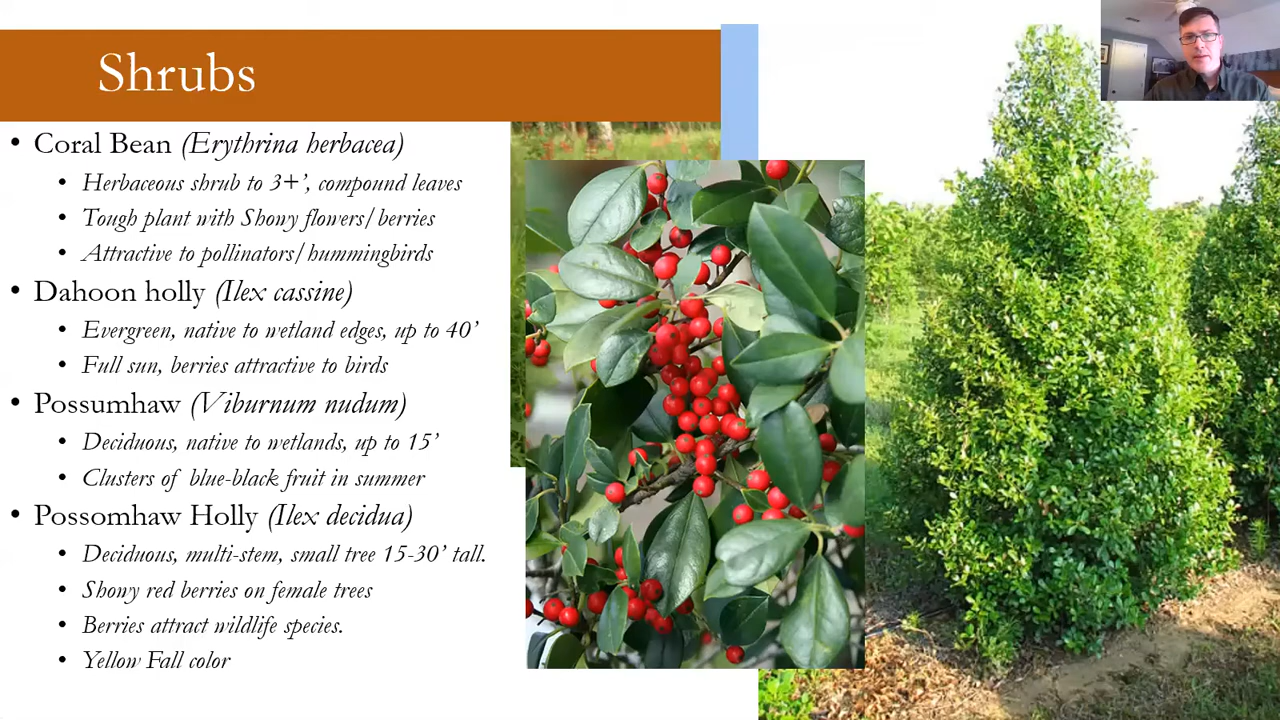 Shrubs
• Coral Bean (Erythrina herbacea)
• Herbaceous shrub to 3+’, compound leaves
• Tough plant with Showy flowers/berries
• Attractive to pollinators/hummingbirds
• Dahoon holly (Ilex cassine)
• Evergreen, native to wetland edges, up to 40’
• Full sun, berries attractive to birds
• Possumhaw (Viburnum nudum)
• Deciduous, native to wetlands, up to 15’
• Clusters of blue-black fruit in summer
• Possomhaw Holly (Ilex decidua)
• Deciduous, multi-stem, small tree 15-30’ tall.
• Showy red berries on female trees
• Berries attract wildlife species.
• Yellow Fall color